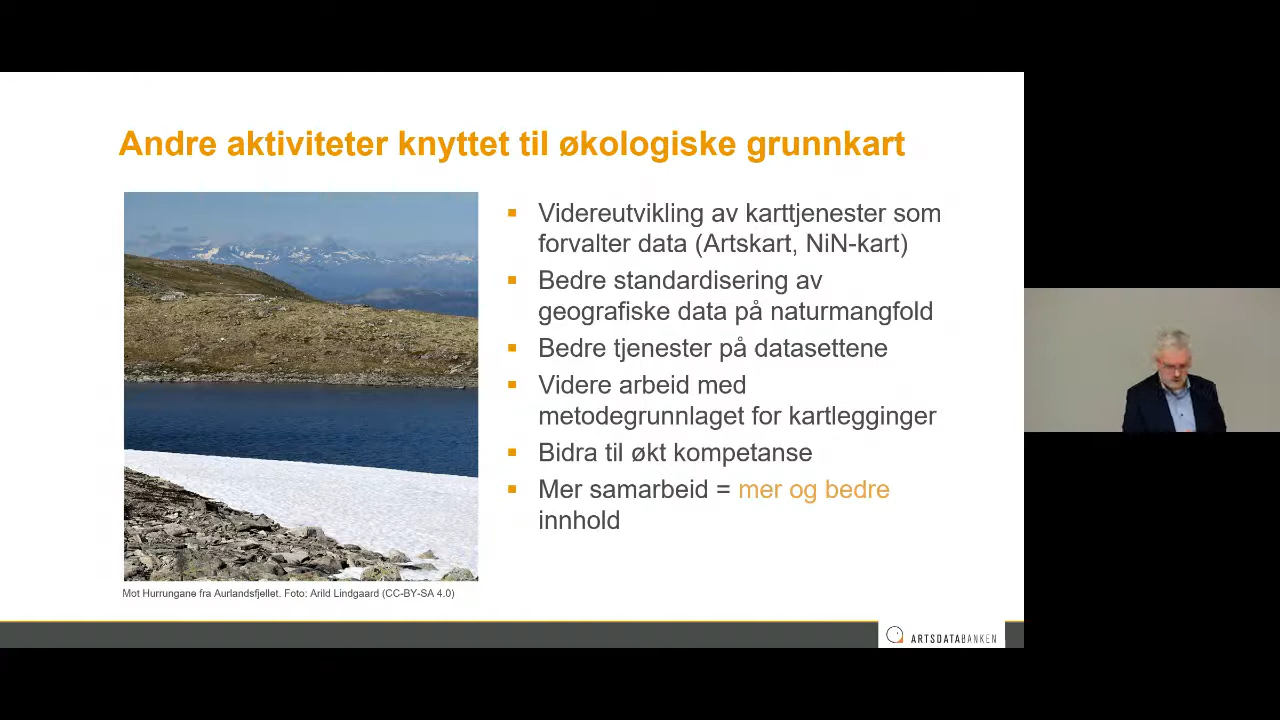 Andre aktiviteter knyttet til økologiske grunnkart
Videreutvikling av karttjenester som
forvalter data (Artskart, NiN-kart)
Bedre standardisering av
geografiske data på naturmangfold
Bedre tjenester på datasettene
Videre arbeid med
metodegrunnlaget for kartlegginger
Bidra til økt kompetanse
Mer samarbeid = mer og bedre
innhold
Mot Hurrungane fra Aurlandsfjellet. Foto: Arild Lindgaard (CC-BY-SA 4.0)
ARTSDATABANKEN